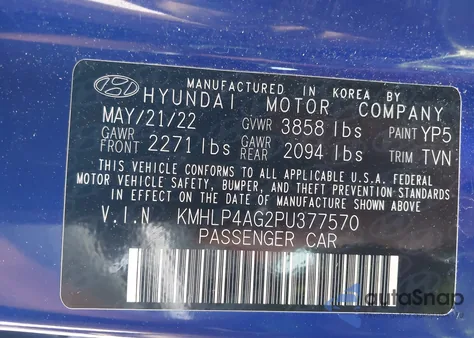 MANUFACTURED IN KOREA BY
HYUNDAI MOTOR COMPANY
MAY/21/22 GVWR 3858 lbs PAINT YP5
GAWR FRONT 2271 lbs GAWR REAR 2094 lbs TRIM TVN
THIS VEHICLE CONFORMS TO ALL APPLICABLE U.S.A. FEDERAL
MOTOR VEHICLE SAFETY, BUMPER, AND THEFT PREVENTION STANDARDS
IN EFFECT ON THE DATE OF MANUFACTURE SHOWN ABOVE
V.I.N KMHLP4AG2PU377570
PASSENGER CAR
autoSnap